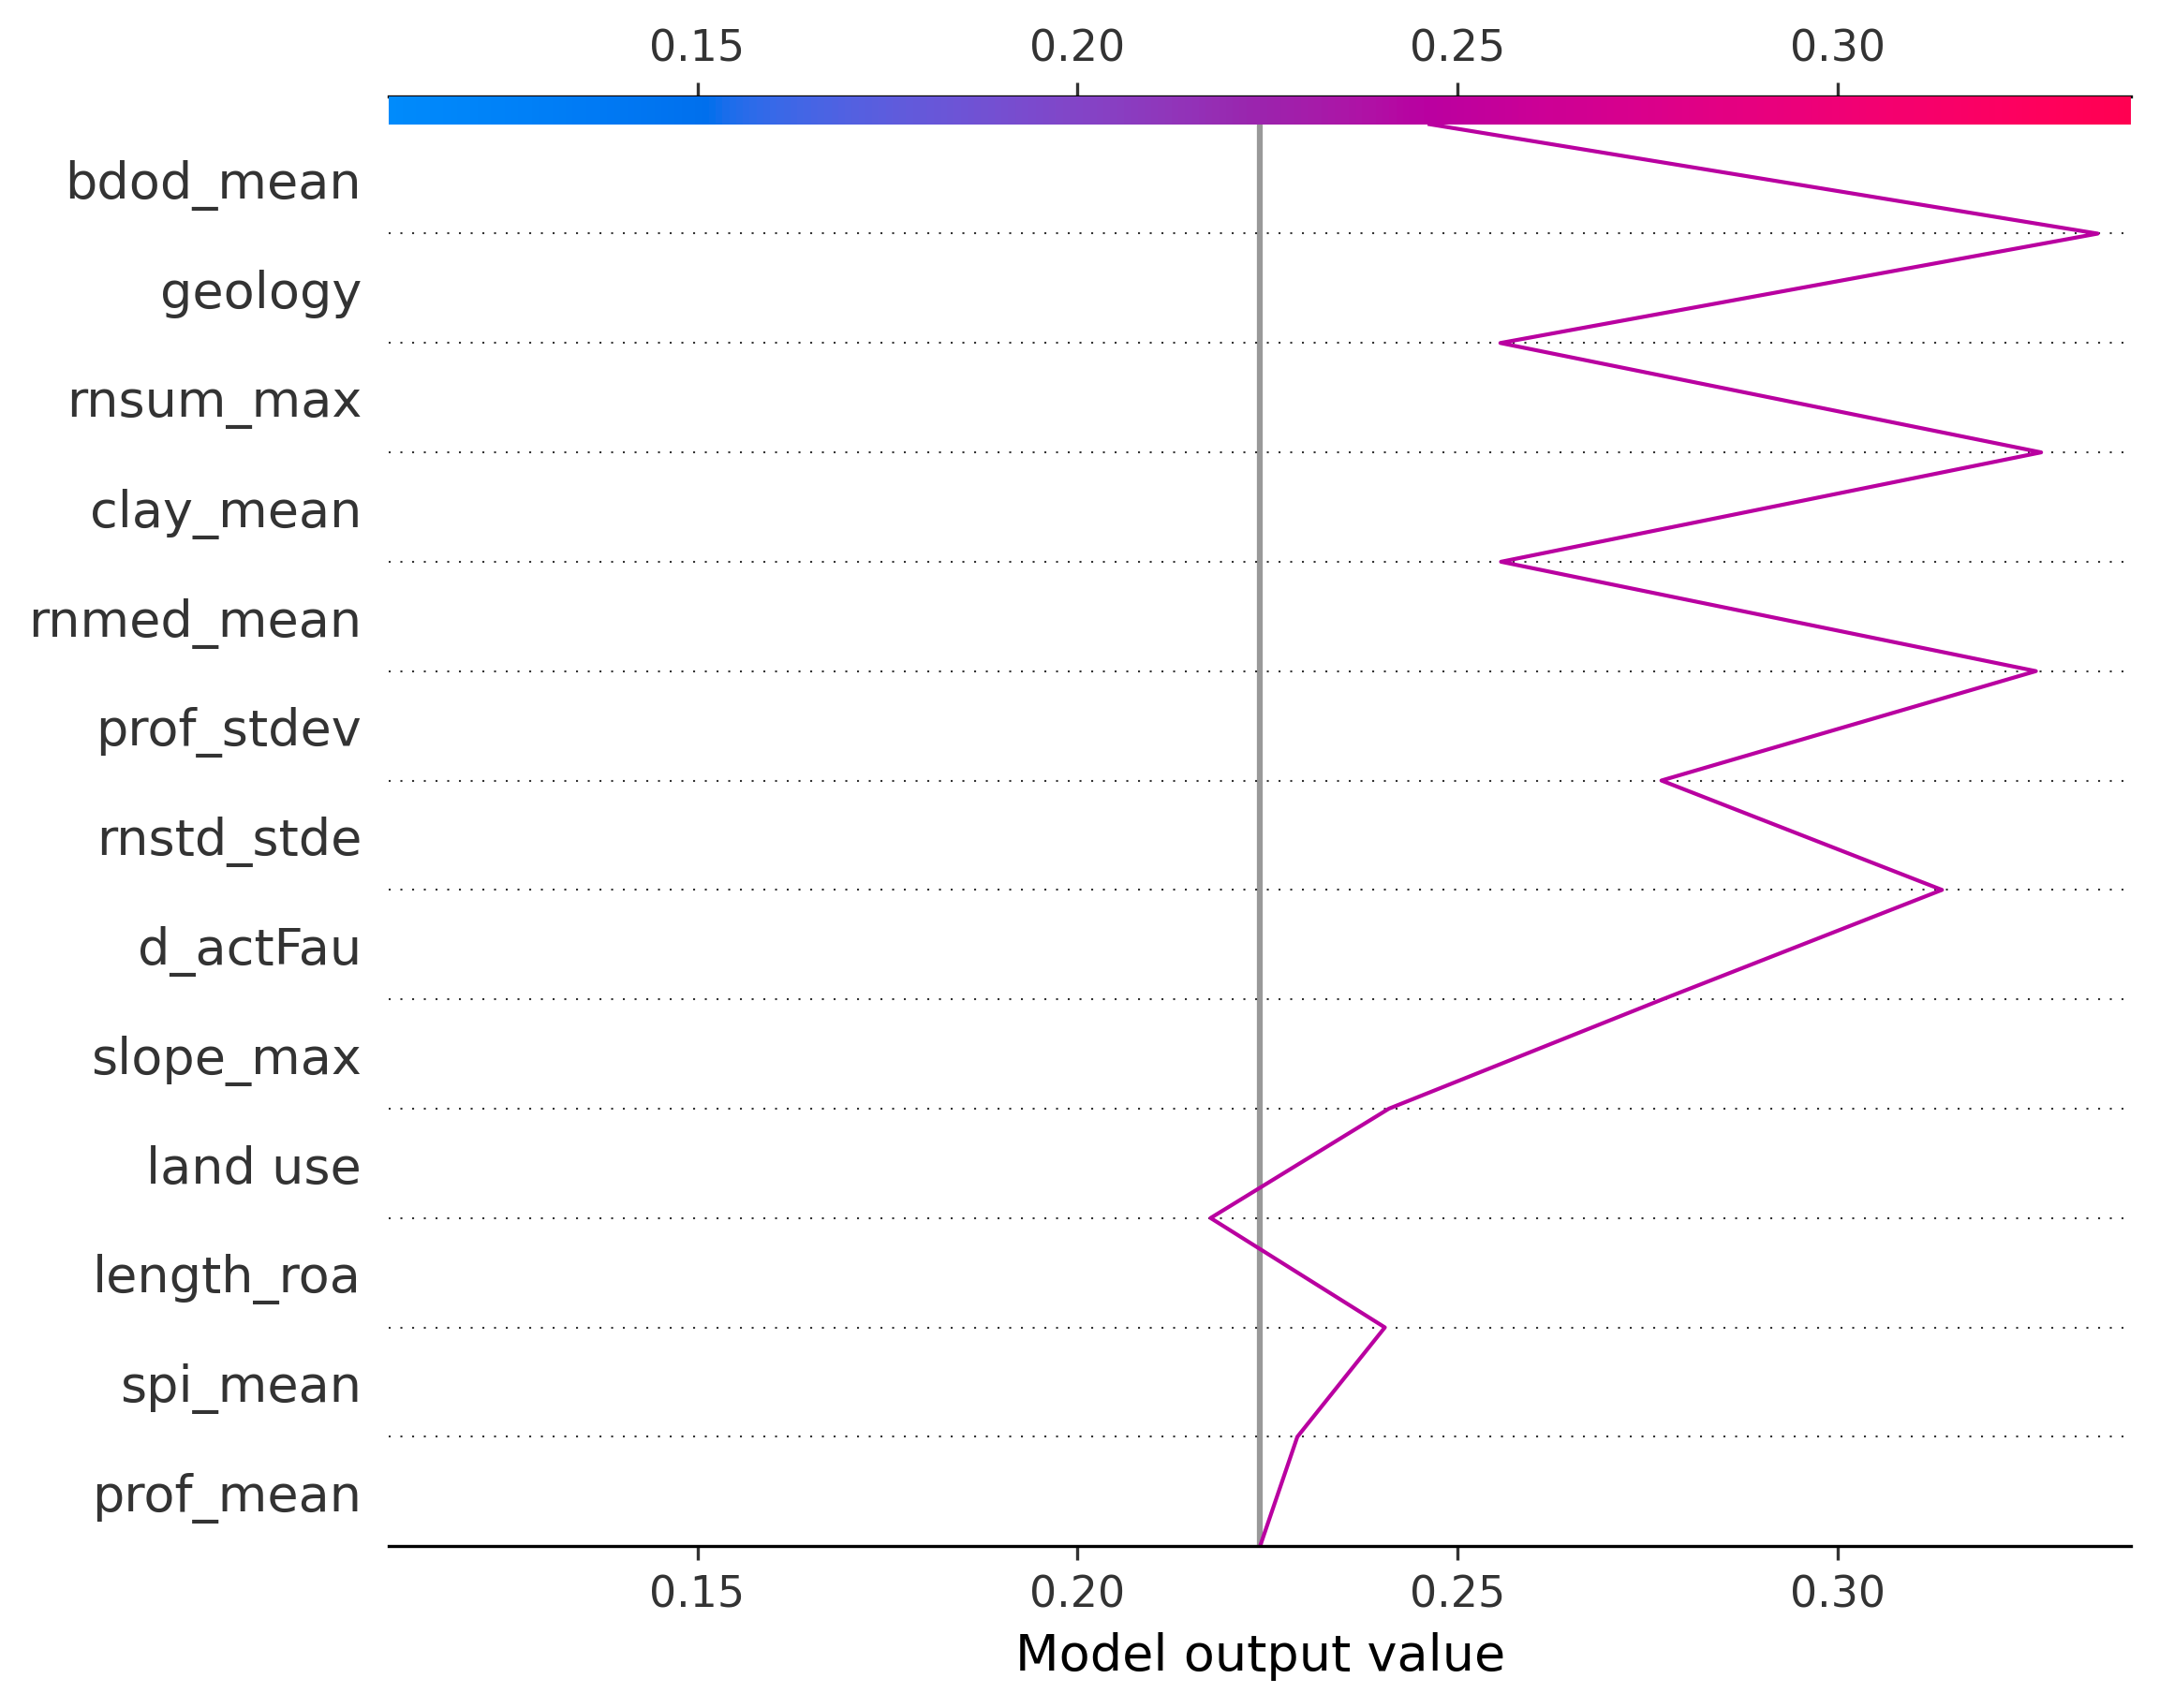 0.15 0.20 0.25 0.30
bdod_mean
geology
rnsum_max
clay_mean
rnmed_mean
prof_stdev
rnstd_stde
d_actFau
slope_max
land use
length_roa
spi_mean
prof_mean
0.15 0.20 0.25 0.30
Model output value